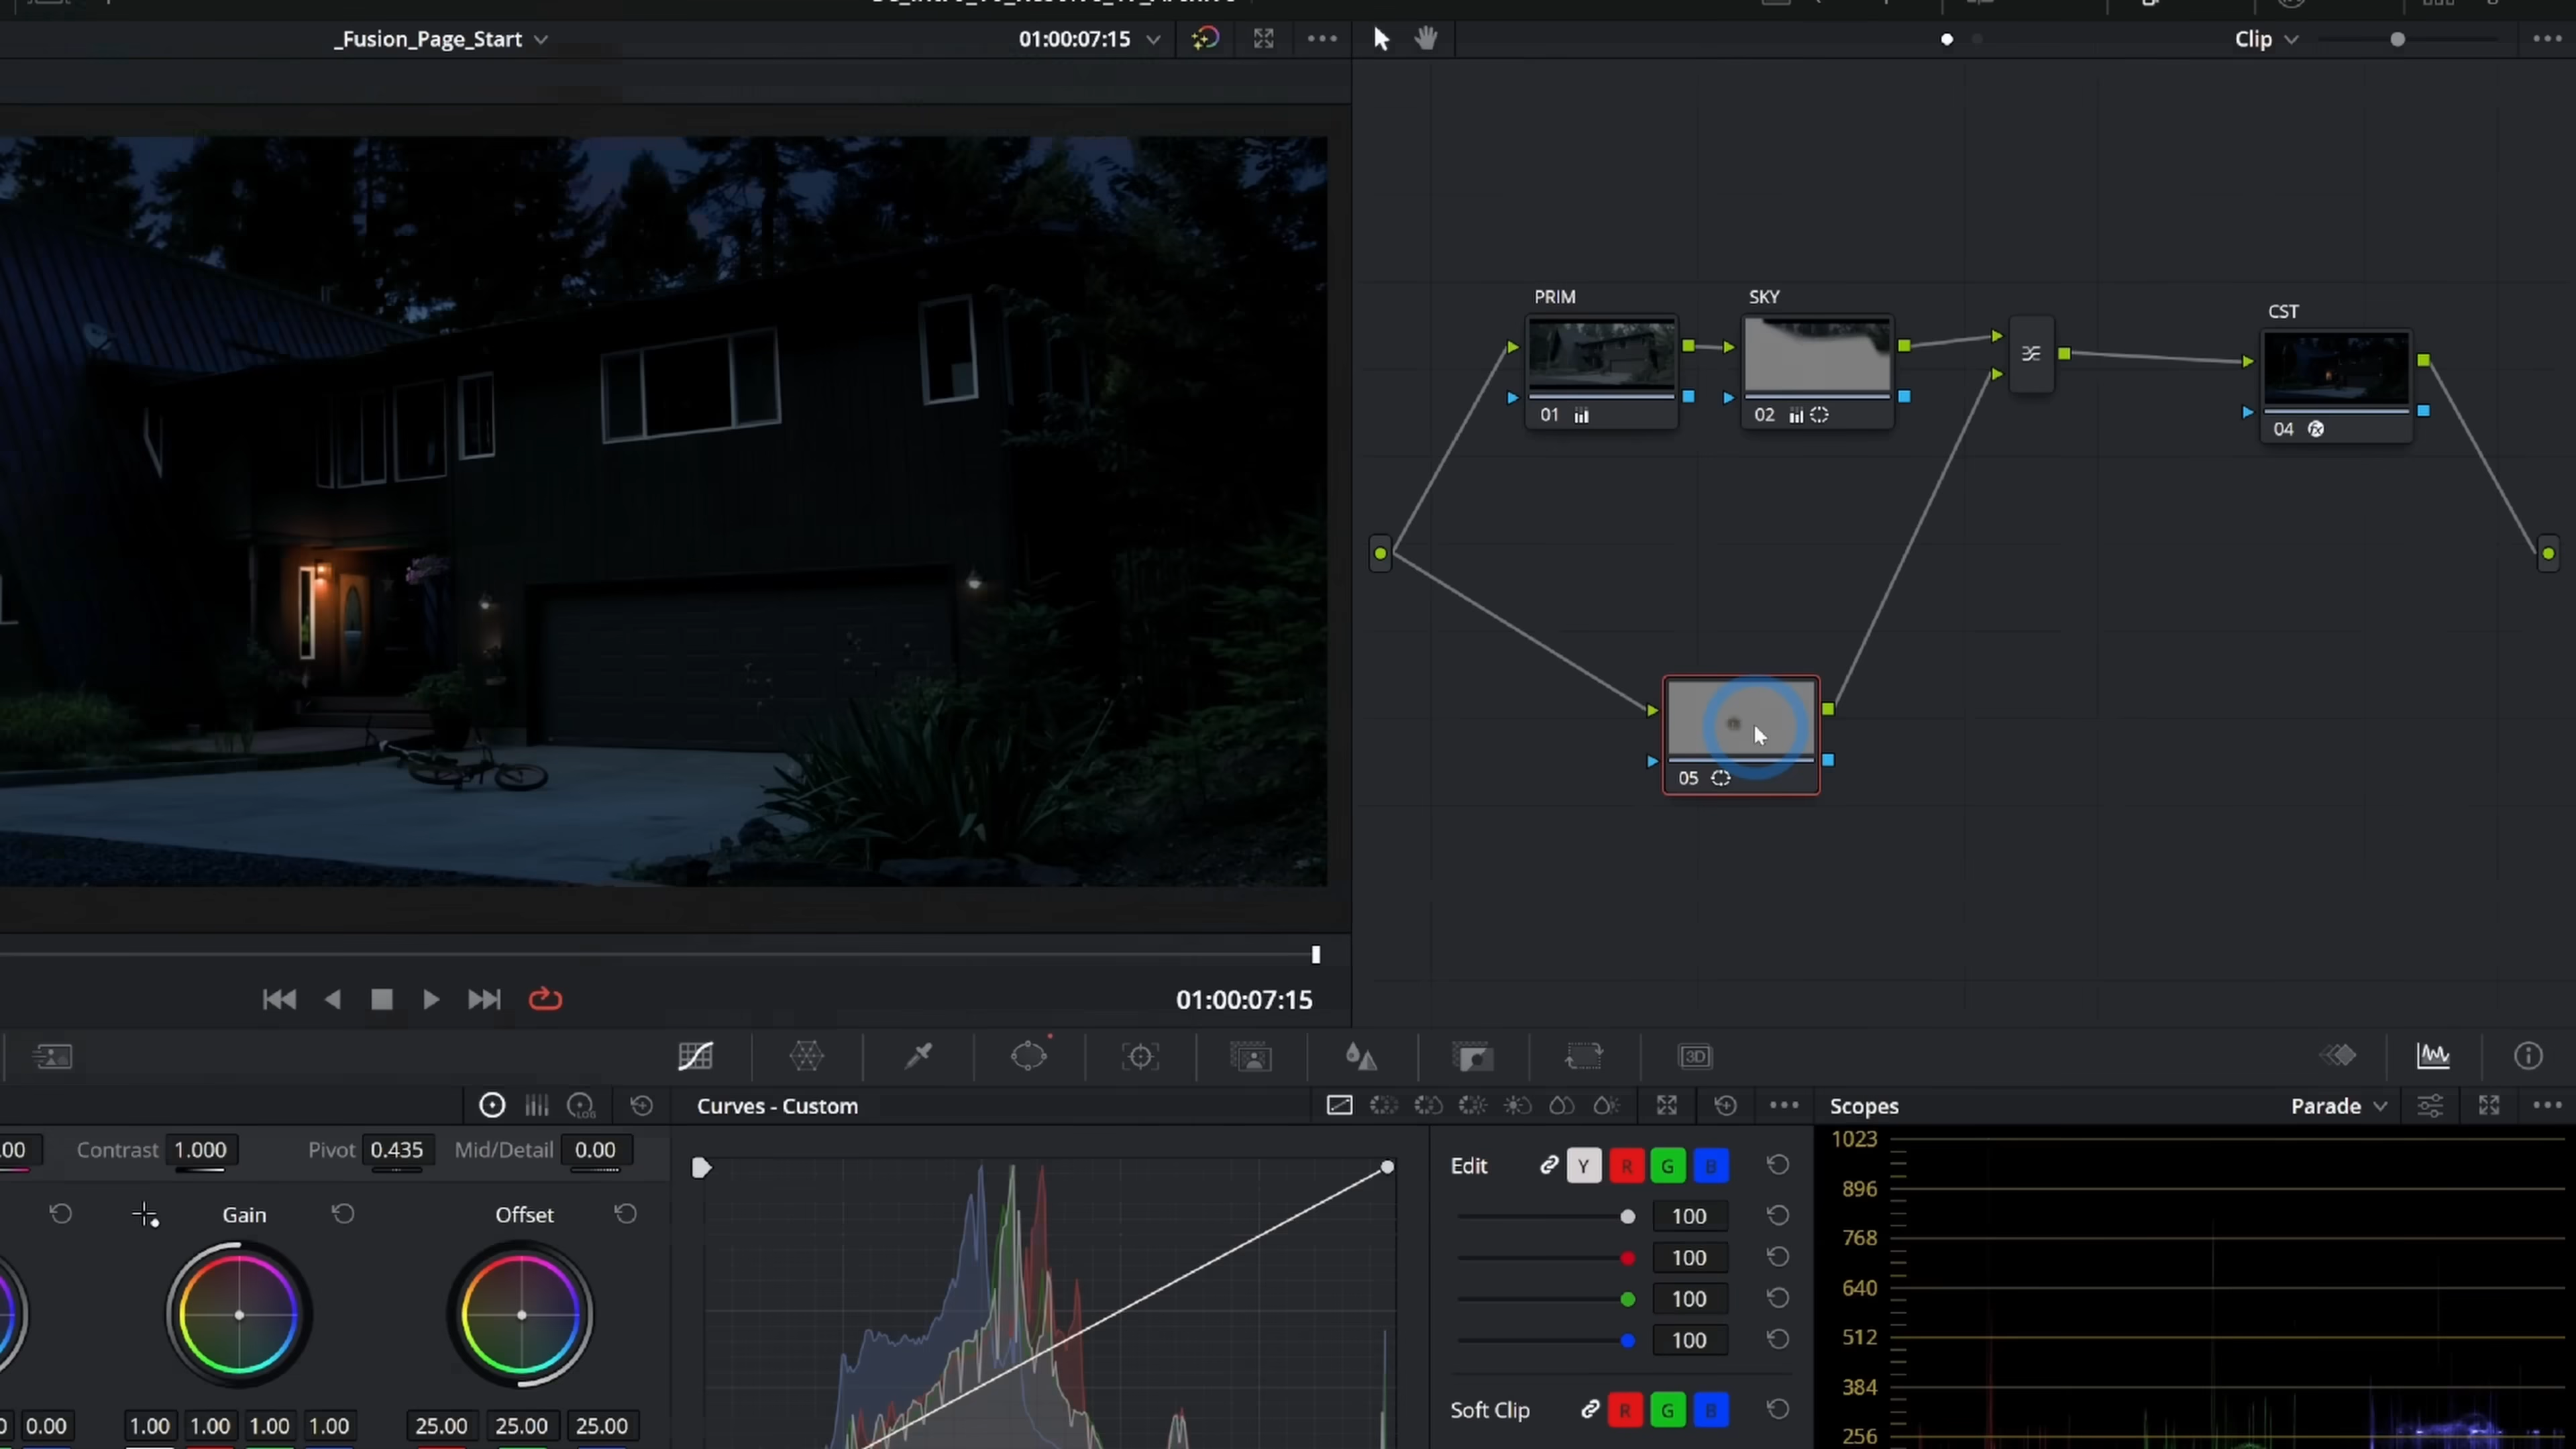 _Fusion_Page_Start
01:00:07:15
Clip
PRIM
SKY
CST
01
02
04
05
01:00:07:15
Curves - Custom
Scopes
Parade
.00
Contrast
1.000
Pivot
0.435
Mid/Detail
0.00
Gain
Offset
0.00
1.00
1.00
1.00
1.00
25.00
25.00
25.00
LOG
3D
Edit
Y
R
G
B
100
100
100
100
Soft Clip
R
G
B
1023
896
768
640
512
384
256